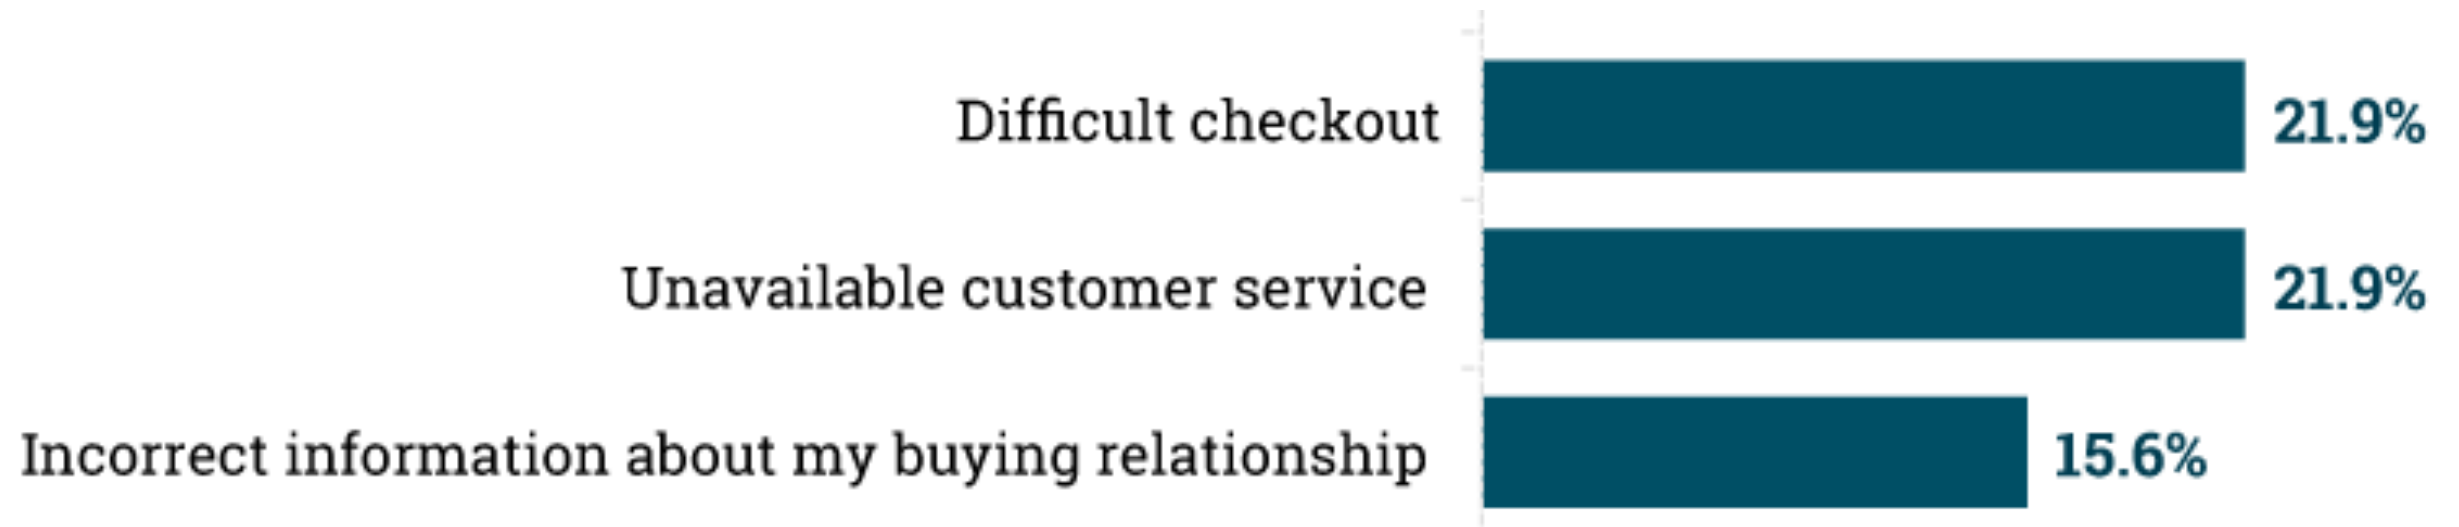 Difficult checkout 21.9%
Unavailable customer service 21.9%
Incorrect information about my buying relationship 15.6%